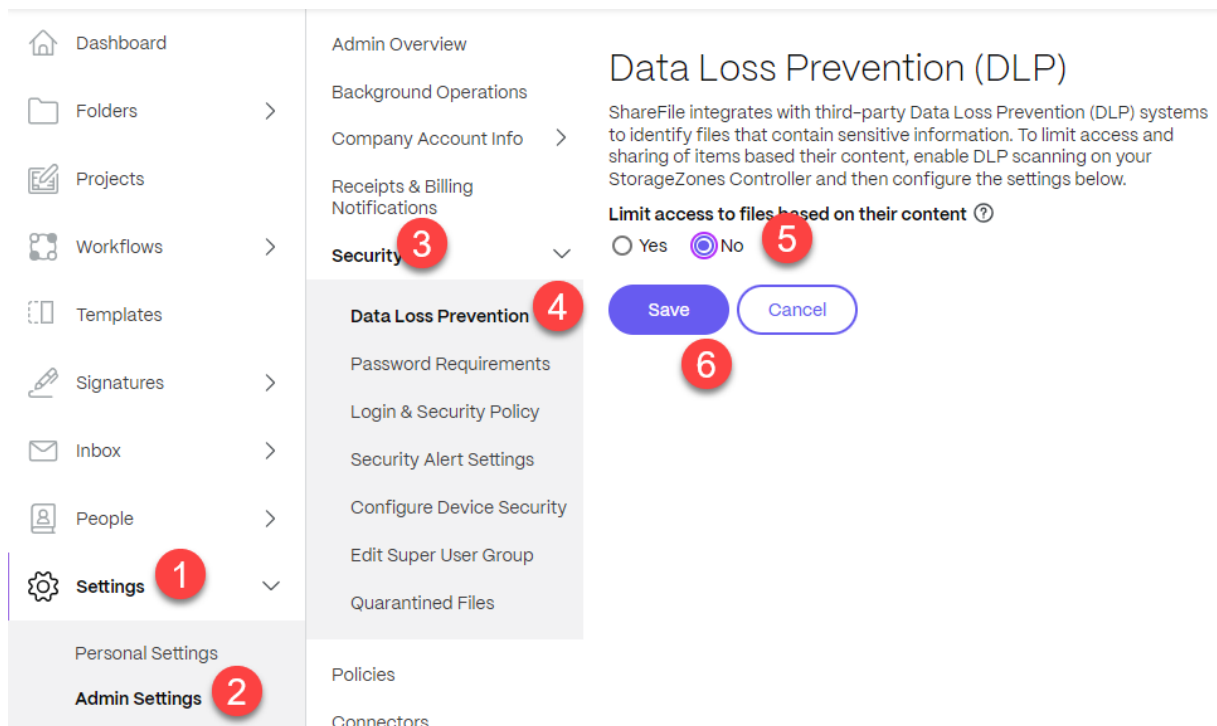 Dashboard
Folders
Projects
Workflows
Templates
Signatures
Inbox
People
Settings 1
Personal Settings
Admin Settings 2
Admin Overview
Background Operations
Company Account Info
Receipts & Billing
Notifications
Security 3
Data Loss Prevention 4
Password Requirements
Login & Security Policy
Security Alert Settings
Configure Device Security
Edit Super User Group
Quarantined Files
Policies
Connectors
Data Loss Prevention (DLP)
ShareFile integrates with third-party Data Loss Prevention (DLP) systems
to identify files that contain sensitive information. To limit access and
sharing of items based their content, enable DLP scanning on your
StorageZones Controller and then configure the settings below.
Limit access to files based on their content ?
Yes No 5
Save Cancel
6